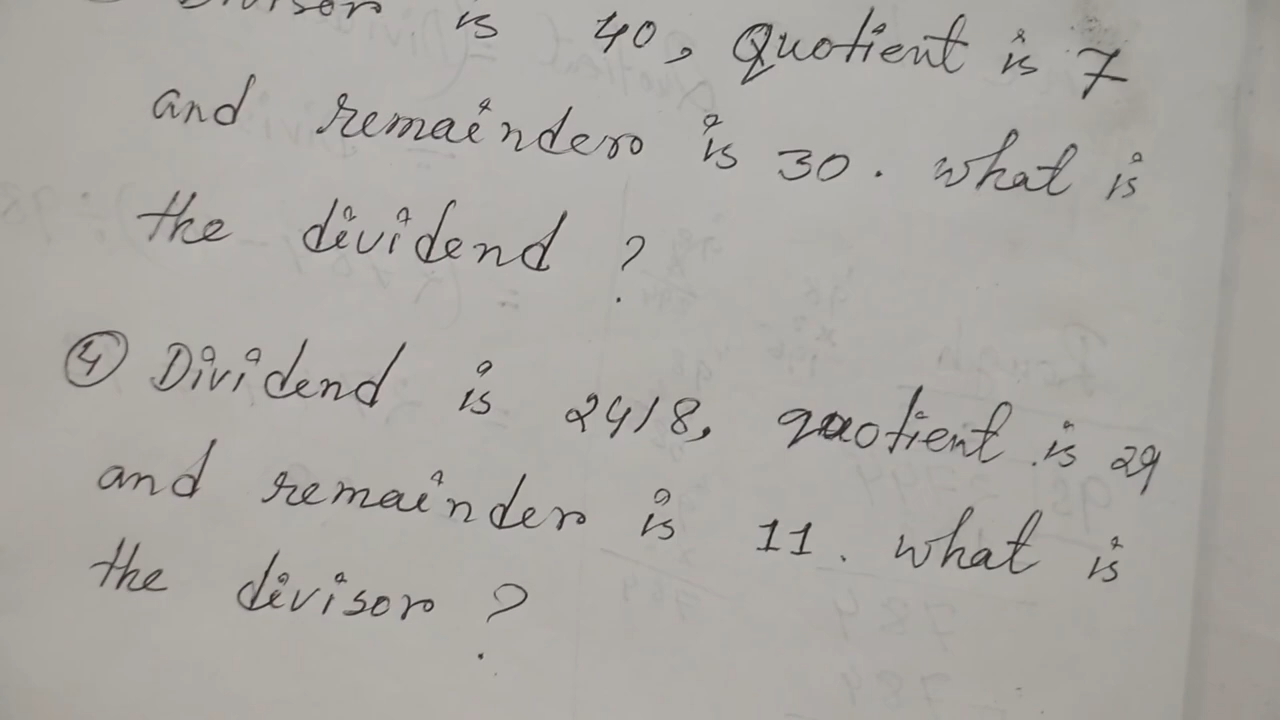 Divisor is 40, Quotient is 7
and remainder is 30. what is
the dividend ?
④ Dividend is 2418, quotient is 29
and remainder is 11. what is
the divisor ?